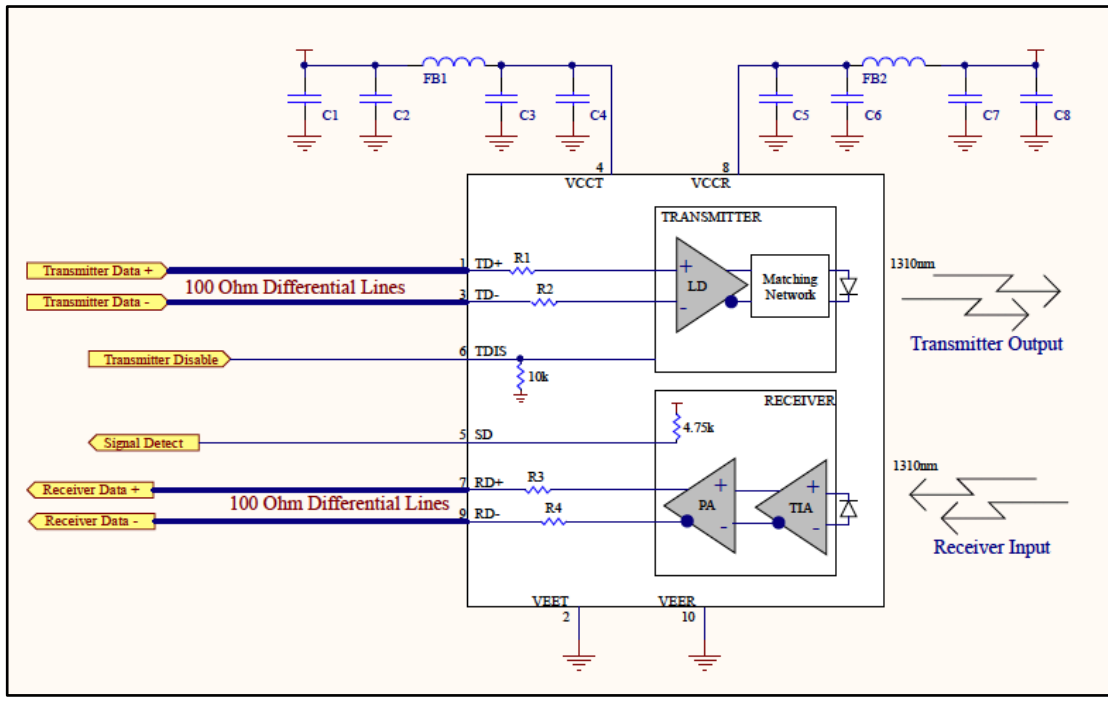 FB1
FB2
C1
C2
C3
C4
C5
C6
C7
C8
4
8
VCCT
VCCR
TRANSMITTER
Transmitter Data +
1
TD+
R1
+
LD
Matching
Network
1310nm
100 Ohm Differential Lines
Transmitter Data -
3
TD-
R2
-
Transmitter Output
Transmitter Disable
6
TDIS
10k
RECEIVER
4.75k
Signal Detect
5
SD
1310nm
Receiver Data +
7
RD+
R3
+
+
100 Ohm Differential Lines
PA
TIA
Receiver Data -
9
RD-
R4
-
-
Receiver Input
VEET
VEER
2
10